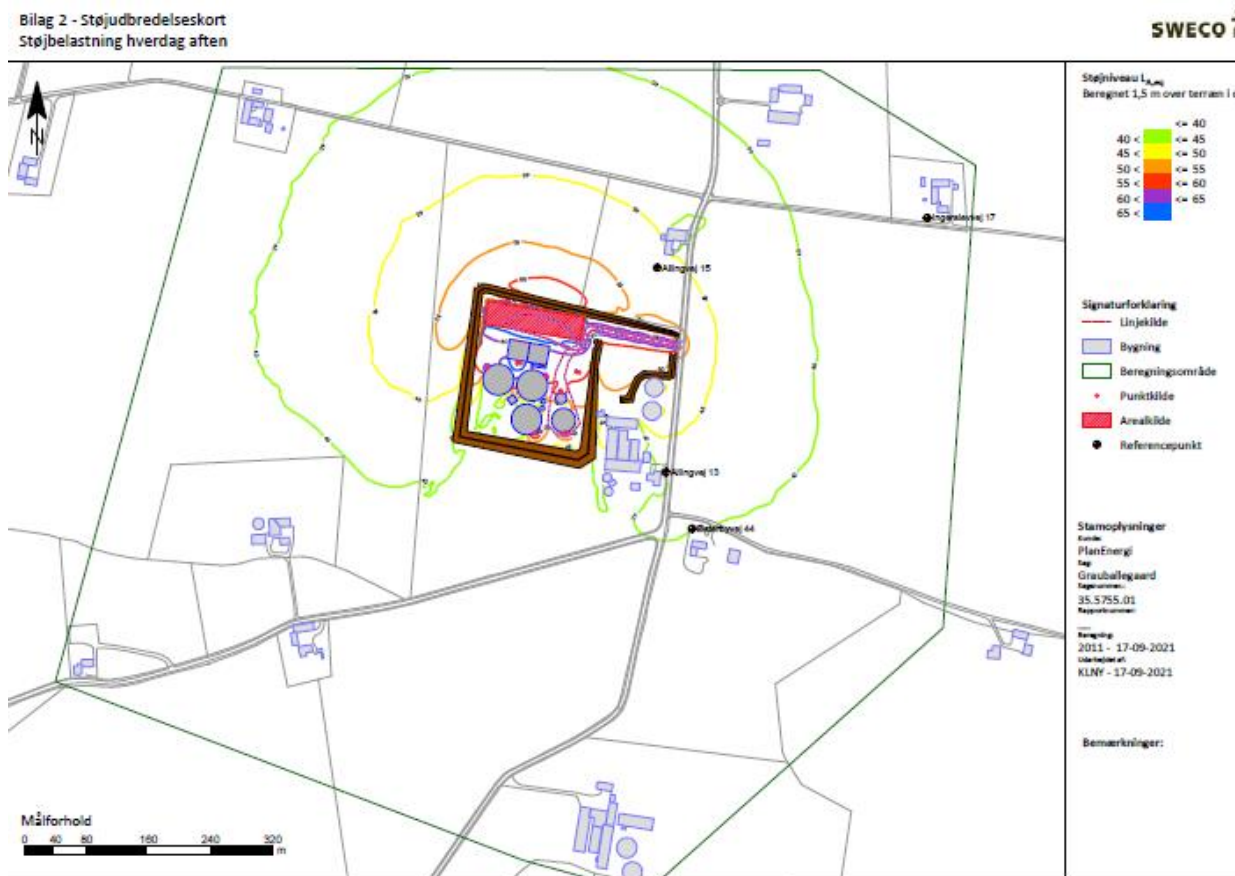 Bilag 2 - Støjudbredelseskort
Støjbelastning hverdag aften
SWECO
N
Støjniveau L
Beregnet 1,5 m over terræn i
<= 40
40 < <= 45
45 < <= 50
50 < <= 55
55 < <= 60
60 < <= 65
65 <
Allingvej 15
17
Allingvej 13
44
Signaturforklaring
Linjekilde
Bygning
Beregningsområde
Punktkilde
Arealkilde
Referencepunkt
Stamoplysninger
PlanEnergi
Grauballegaard
35.5755.01
Beregning:
2011 - 17-09-2021
KLNY - 17-09-2021
Bemærkninger:
Målforhold
0 40 80 160 240 320
m